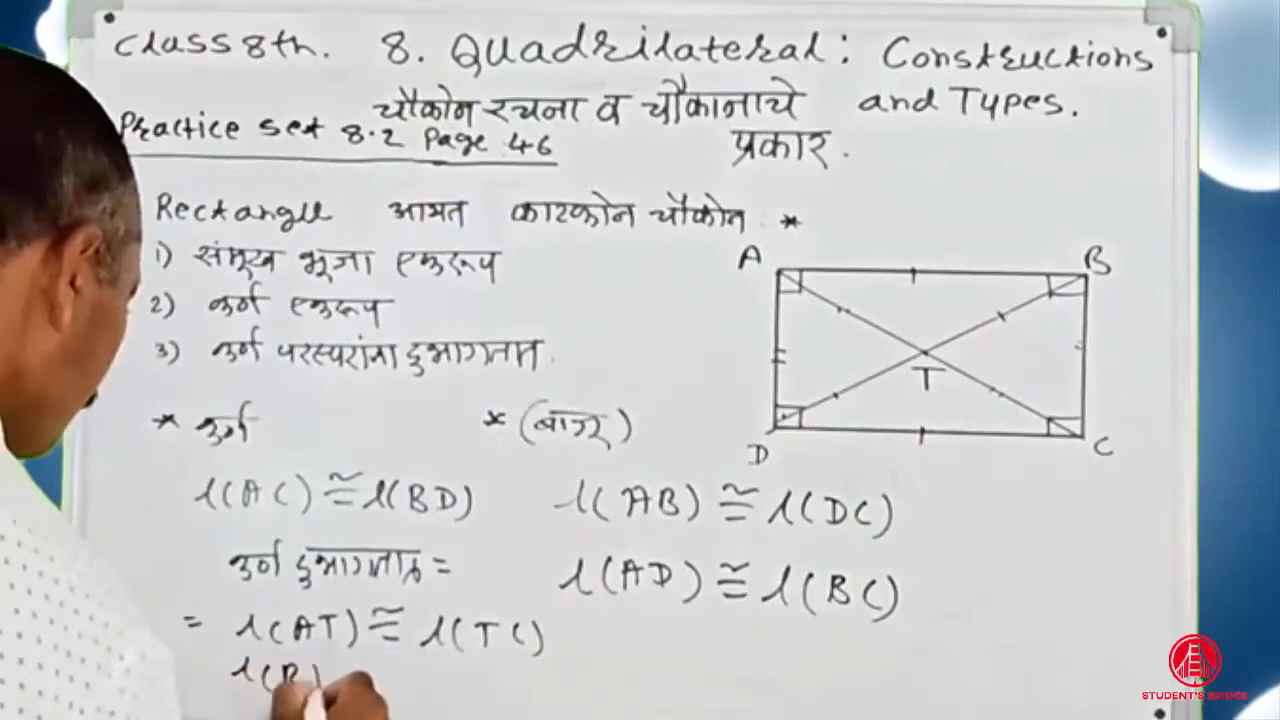 Class 8th. 8. Quadrilateral: Constructions
चौकोन रचना व चौकानाचे and Types.
Practice set 8.2 Page 46 प्रकार.
Rectangle आयत काटकोन चौकोन *
1) संमुख भूजा एकरूप
2) कर्ण एकरूप
3) कर्ण परस्परांना दुभागतात.
A B
T
D C
* कर्ण * (बाजू)
l(AC) ≅ l(BD) l(AB) ≅ l(DC)
कर्ण दुभागतात = l(AD) ≅ l(BC)
= l(AT) ≅ l(TC)
l(B
STUDENT'S BRIDGE